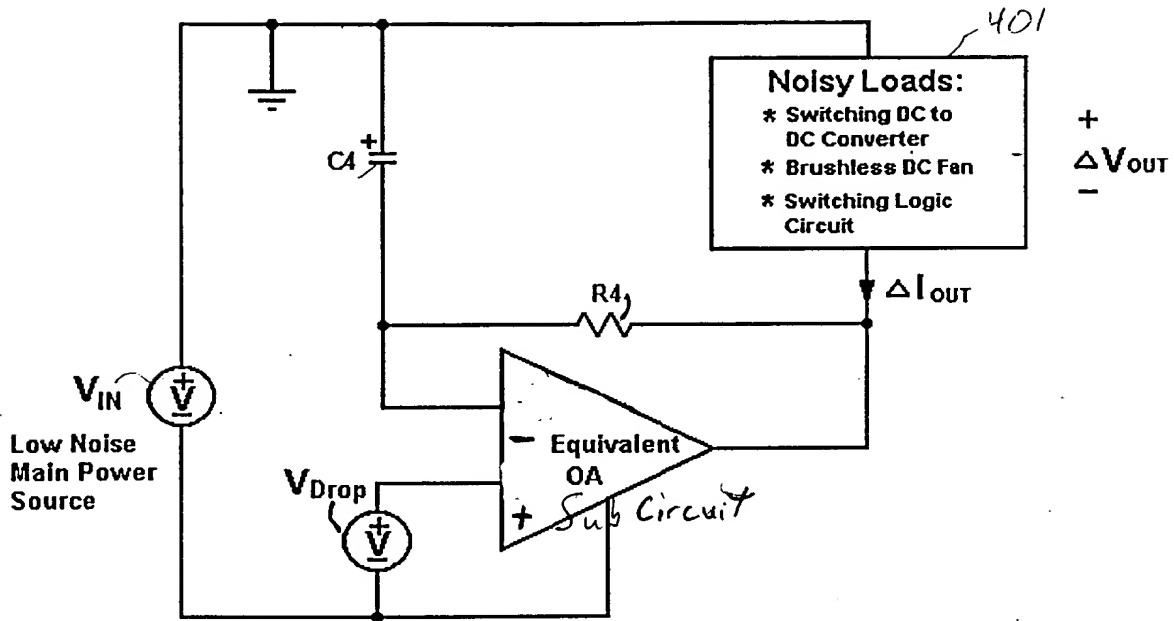 401
Noisy Loads:
* Switching DC to
DC Converter
* Brushless DC Fan
* Switching Logic
Circuit
+
ΔVOUT
−
+
C4
ΔIOUT
R4
VIN
+
V
−
Low Noise
Main Power
Source
−
Equivalent
OA
Sub Circuit
+
VDrop
+
V
−